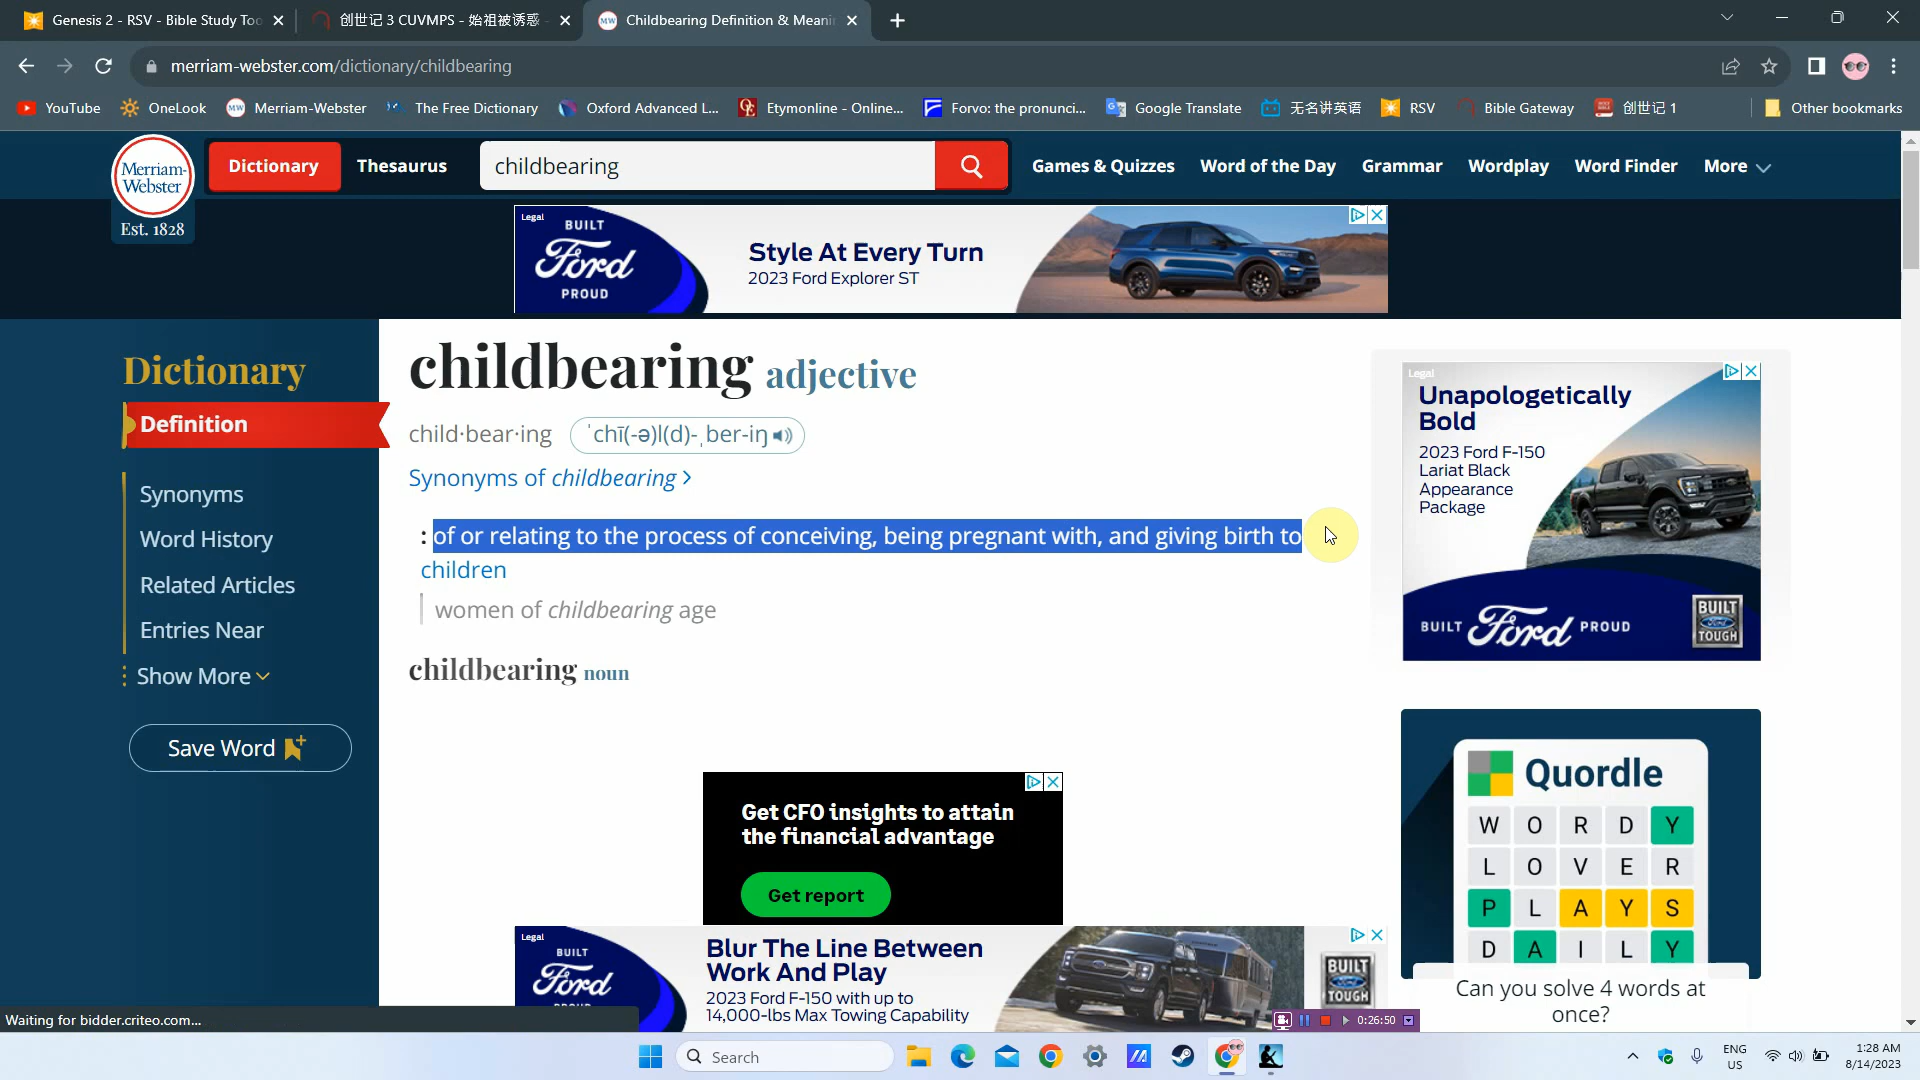 Genesis 2 - RSV - Bible Study Too
创世记 3 CUVMPS - 始祖被诱惑 -
Childbearing Definition & Meani
merriam-webster.com/dictionary/childbearing
YouTube
OneLook
Merriam-Webster
The Free Dictionary
Oxford Advanced L...
Etymonline - Online...
Forvo: the pronunci...
Google Translate
无名讲英语
RSV
Bible Gateway
创世记 1
Other bookmarks
Merriam-
Webster
Est. 1828
Dictionary
Thesaurus
childbearing
Games & Quizzes
Word of the Day
Grammar
Wordplay
Word Finder
More
Legal
BUILT
Ford
PROUD
Style At Every Turn
2023 Ford Explorer ST
Dictionary
Definition
Synonyms
Word History
Related Articles
Entries Near
Show More
Save Word
childbearing adjective
child·bear·ing
ˈchī(-ə)l(d)-ˌber-iŋ
Synonyms of childbearing
: of or relating to the process of conceiving, being pregnant with, and giving birth to
children
women of childbearing age
childbearing noun
Legal
Unapologetically
Bold
2023 Ford F-150
Lariat Black
Appearance
Package
BUILT Ford PROUD
BUILT
Ford
TOUGH
Get CFO insights to attain
the financial advantage
Get report
Quordle
W O R D Y
L O V E R
P L A Y S
D A I L Y
Can you solve 4 words at
once?
Legal
BUILT
Ford
PROUD
Blur The Line Between
Work And Play
2023 Ford F-150 with up to
14,000-lbs Max Towing Capability
BUILT
Ford
TOUGH
Waiting for bidder.criteo.com...
0:26:50
Search
ENG
US
1:28 AM
8/14/2023